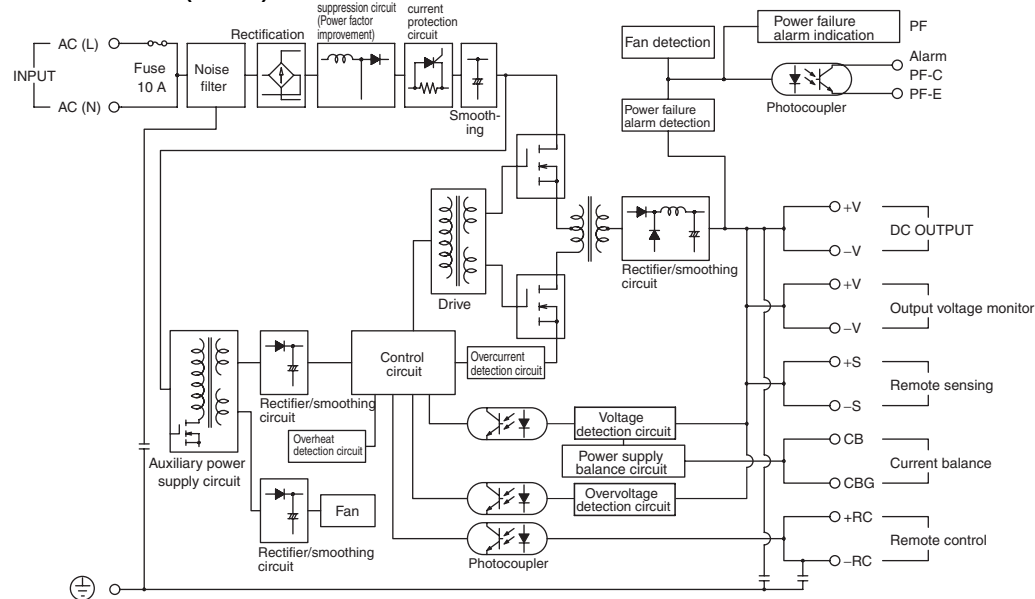 suppression circuit
(Power factor
improvement)
current
protection
circuit
Rectification
AC (L)
INPUT
AC (N)
Fuse
10 A
Noise
filter
Smooth-
ing
Fan detection
Power failure
alarm indication
PF
Alarm
PF-C
PF-E
Photocoupler
Power failure
alarm detection
Drive
Rectifier/smoothing
circuit
+V
DC OUTPUT
–V
+V
Output voltage monitor
–V
+S
Remote sensing
–S
CB
Current balance
CBG
+RC
Remote control
–RC
Control
circuit
Overcurrent
detection circuit
Rectifier/smoothing
circuit
Auxiliary power
supply circuit
Overheat
detection circuit
Voltage
detection circuit
Power supply
balance circuit
Overvoltage
detection circuit
Fan
Rectifier/smoothing
circuit
Photocoupler